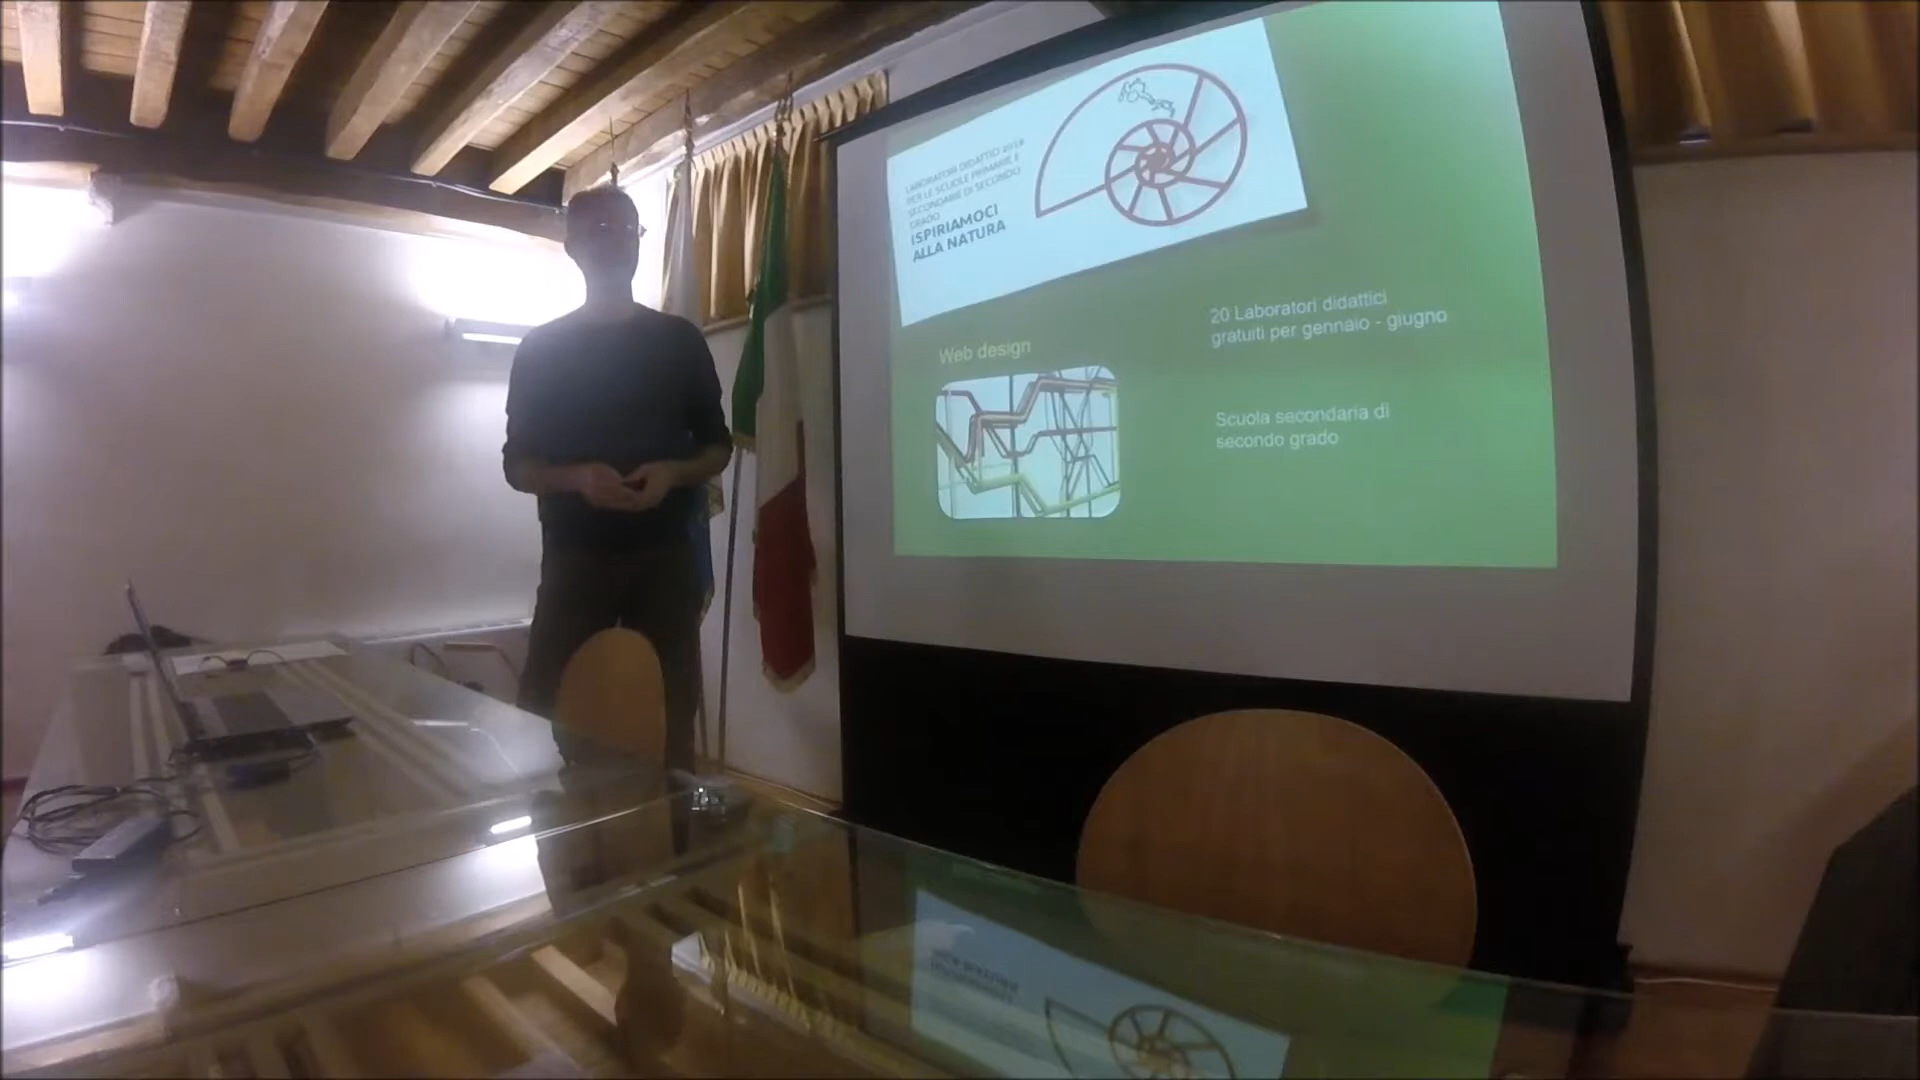 LABORATORI DIDATTICI 2018
PER LE SCUOLE PRIMARIE E
SECONDARIE DI SECONDO
GRADO
ISPIRIAMOCI
ALLA NATURA
Web design
20 Laboratori didattici
gratuiti per gennaio - giugno
Scuola secondaria di
secondo grado